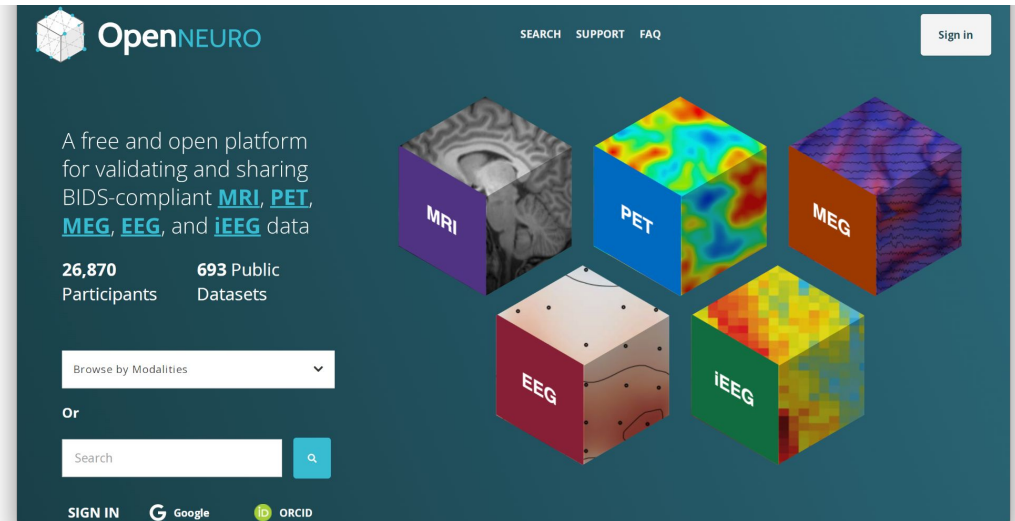 OpenNEURO
SEARCH SUPPORT FAQ
Sign in
A free and open platform
for validating and sharing
BIDS-compliant MRI, PET,
MEG, EEG, and iEEG data
26,870 693 Public
Participants Datasets
Browse by Modalities
Or
Search
SIGN IN G Google iD ORCID
MRI
PET
MEG
EEG
iEEG